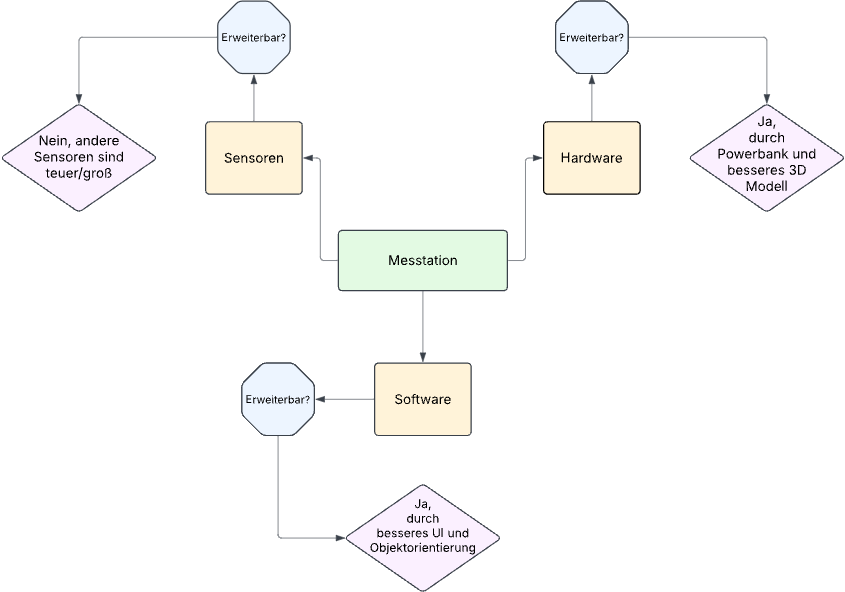 Erweiterbar?
Erweiterbar?
Nein, andere
Sensoren sind
teuer/groß
Sensoren
Hardware
Ja,
durch
Powerbank und
besseres 3D
Modell
Messtation
Erweiterbar?
Software
Ja,
durch
besseres UI und
Objektorientierung